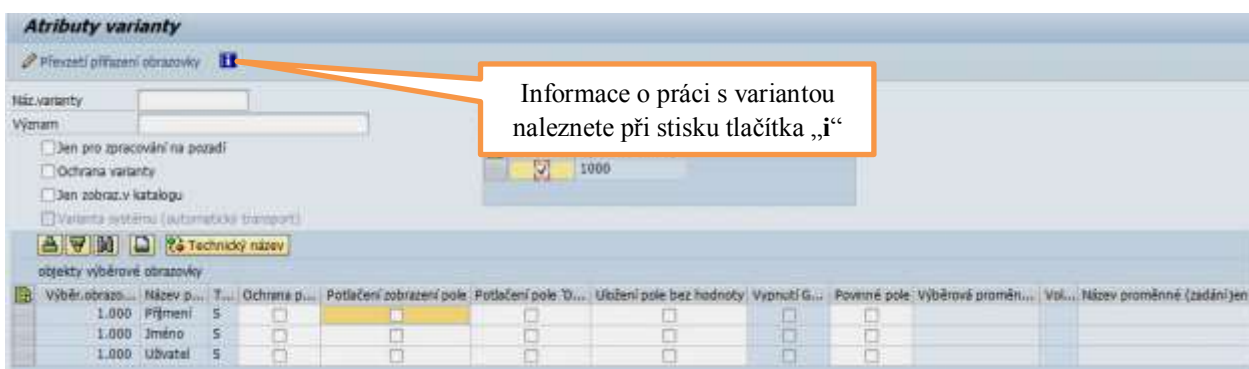 Atributy varianty
Převzetí přiřazení obrazovky
Informace o práci s variantou
naleznete při stisku tlačítka „i“
Náz.varianty
Význam
Jen pro zpracování na pozadí
Ochrana varianty
1000
Jen zobraz.v katalogu
Varianta systému (automatický transport)
Technický název
objekty výběrové obrazovky
Výběr.obrazo... Název p... T... Ochrana p... Potlačení zobrazení pole Potlačení pole 'O... Uložení pole bez hodnoty Vypnutí G... Povinné pole Výběrová proměn... Vol... Název proměnné (zadání jen
1.000 Příjmení S
1.000 Jméno S
1.000 Uživatel S